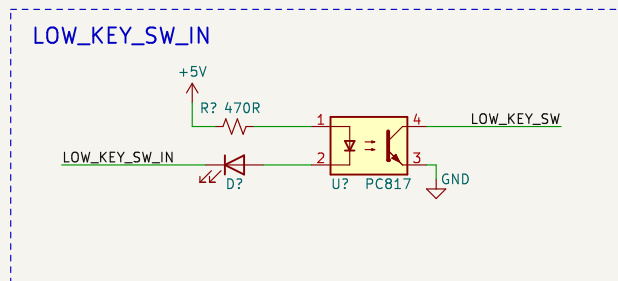 LOW_KEY_SW_IN
+5V
R? 470R
1
4
LOW_KEY_SW
LOW_KEY_SW_IN
2
3
D?
U? PC817
GND